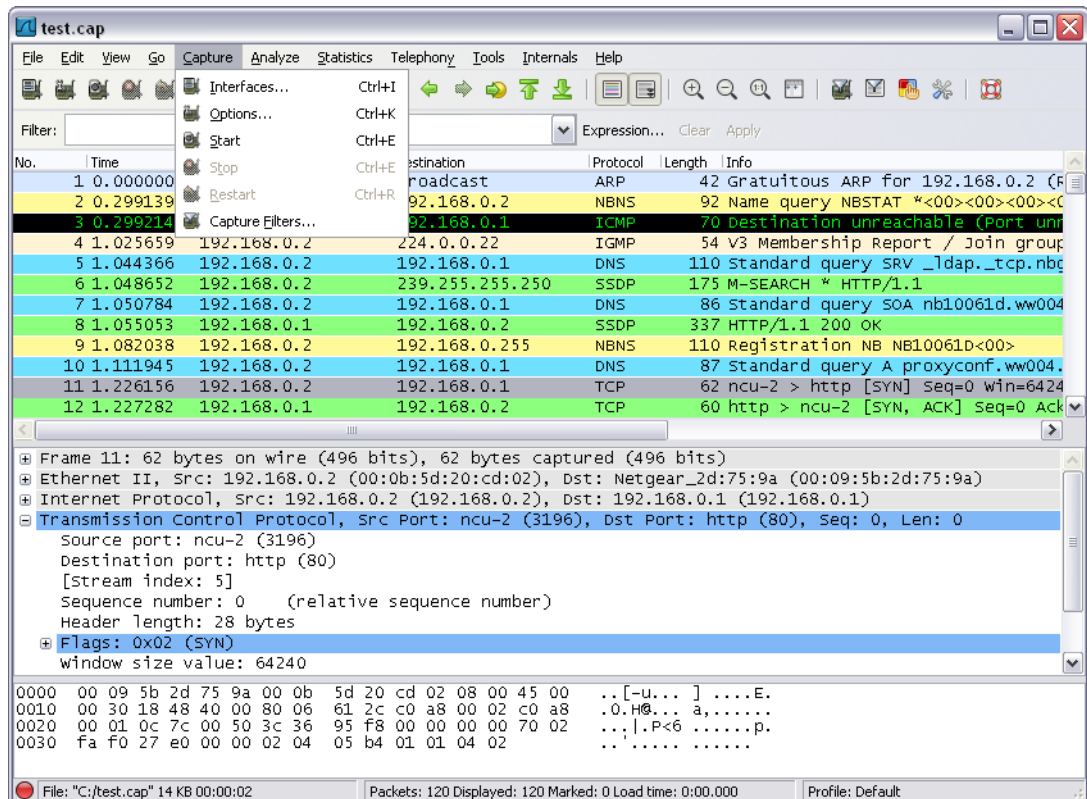 test.cap
File Edit View Go Capture Analyze Statistics Telephony Tools Internals Help
Interfaces... Ctrl+I
Options... Ctrl+K
Start Ctrl+E
Stop Ctrl+E
Restart Ctrl+R
Capture Filters...
Filter: Expression... Clear Apply
No. Time estination Protocol Length Info
1 0.000000 roadcast ARP 42 Gratuitous ARP for 192.168.0.2 (R
2 0.299139 92.168.0.2 NBNS 92 Name query NBSTAT *<00><00><00><0
3 0.299214 92.168.0.1 ICMP 70 Destination unreachable (Port unr
4 1.025659 192.168.0.2 224.0.0.22 IGMP 54 V3 Membership Report / Join group
5 1.044366 192.168.0.2 192.168.0.1 DNS 110 Standard query SRV _ldap._tcp.nbg
6 1.048652 192.168.0.2 239.255.255.250 SSDP 175 M-SEARCH * HTTP/1.1
7 1.050784 192.168.0.2 192.168.0.1 DNS 86 Standard query SOA nb10061d.ww004
8 1.055053 192.168.0.1 192.168.0.2 SSDP 337 HTTP/1.1 200 OK
9 1.082038 192.168.0.2 192.168.0.255 NBNS 110 Registration NB NB10061D<00>
10 1.111945 192.168.0.2 192.168.0.1 DNS 87 Standard query A proxyconf.ww004.
11 1.226156 192.168.0.2 192.168.0.1 TCP 62 ncu-2 > http [SYN] Seq=0 Win=6424
12 1.227282 192.168.0.1 192.168.0.2 TCP 60 http > ncu-2 [SYN, ACK] Seq=0 Ack
Frame 11: 62 bytes on wire (496 bits), 62 bytes captured (496 bits)
Ethernet II, Src: 192.168.0.2 (00:0b:5d:20:cd:02), Dst: Netgear_2d:75:9a (00:09:5b:2d:75:9a)
Internet Protocol, Src: 192.168.0.2 (192.168.0.2), Dst: 192.168.0.1 (192.168.0.1)
Transmission Control Protocol, Src Port: ncu-2 (3196), Dst Port: http (80), Seq: 0, Len: 0
Source port: ncu-2 (3196)
Destination port: http (80)
[Stream index: 5]
Sequence number: 0 (relative sequence number)
Header length: 28 bytes
Flags: 0x02 (SYN)
Window size value: 64240
0000 00 09 5b 2d 75 9a 00 0b 5d 20 cd 02 08 00 45 00 ..[-u... ] ....E.
0010 00 30 18 48 40 00 80 06 61 2c c0 a8 00 02 c0 a8 .0.H@... a,......
0020 00 01 0c 7c 00 50 3c 36 95 f8 00 00 00 00 70 02 ...|.P<6 ......p.
0030 fa f0 27 e0 00 00 02 04 05 b4 01 01 04 02 ..'..... ......
File: "C:/test.cap" 14 KB 00:00:02 Packets: 120 Displayed: 120 Marked: 0 Load time: 0:00.000 Profile: Default